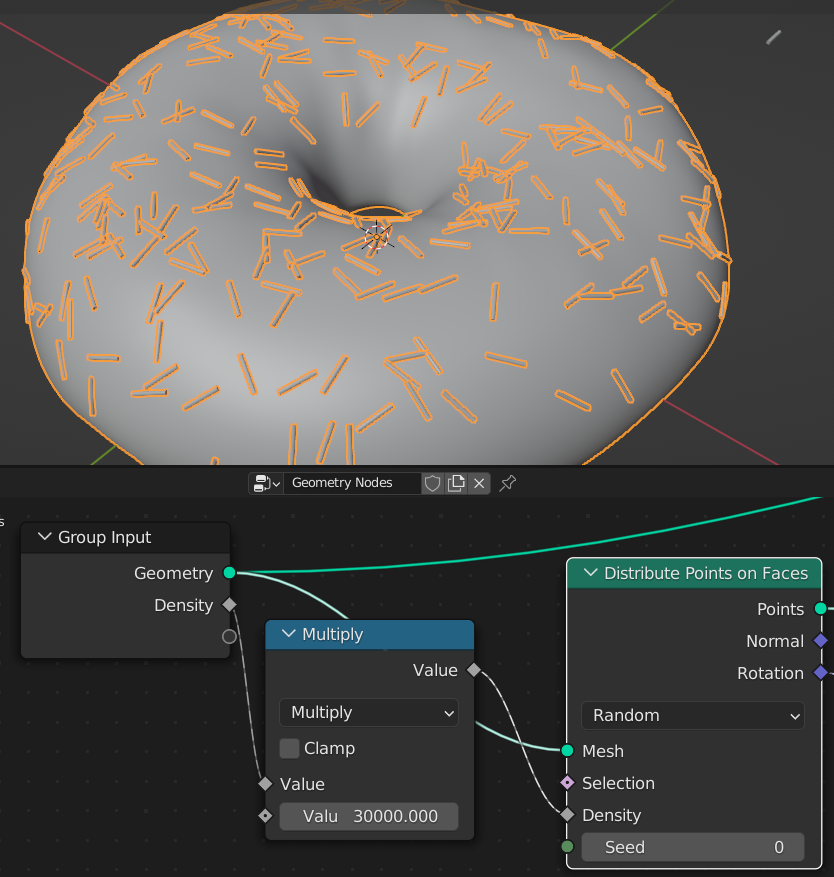 Geometry Nodes
s
Group Input
Geometry
Density
Multiply
Value
Multiply
Clamp
Value
Valu 30000.000
Distribute Points on Faces
Points
Normal
Rotation
Random
Mesh
Selection
Density
Seed 0